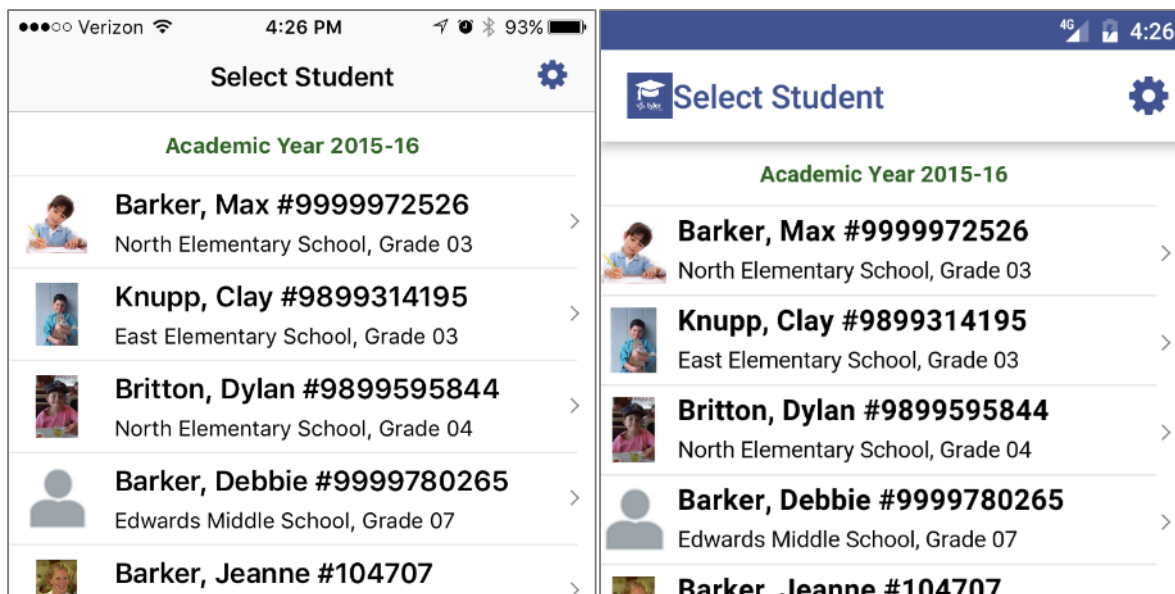 ●●●○○ Verizon 4:26 PM 93%
Select Student
Academic Year 2015-16
Barker, Max #9999972526
North Elementary School, Grade 03
Knupp, Clay #9899314195
East Elementary School, Grade 03
Britton, Dylan #9899595844
North Elementary School, Grade 04
Barker, Debbie #9999780265
Edwards Middle School, Grade 07
Barker, Jeanne #104707
4G 4:26
tyler
Select Student
Academic Year 2015-16
Barker, Max #9999972526
North Elementary School, Grade 03
Knupp, Clay #9899314195
East Elementary School, Grade 03
Britton, Dylan #9899595844
North Elementary School, Grade 04
Barker, Debbie #9999780265
Edwards Middle School, Grade 07
Barker, Jeanne #104707